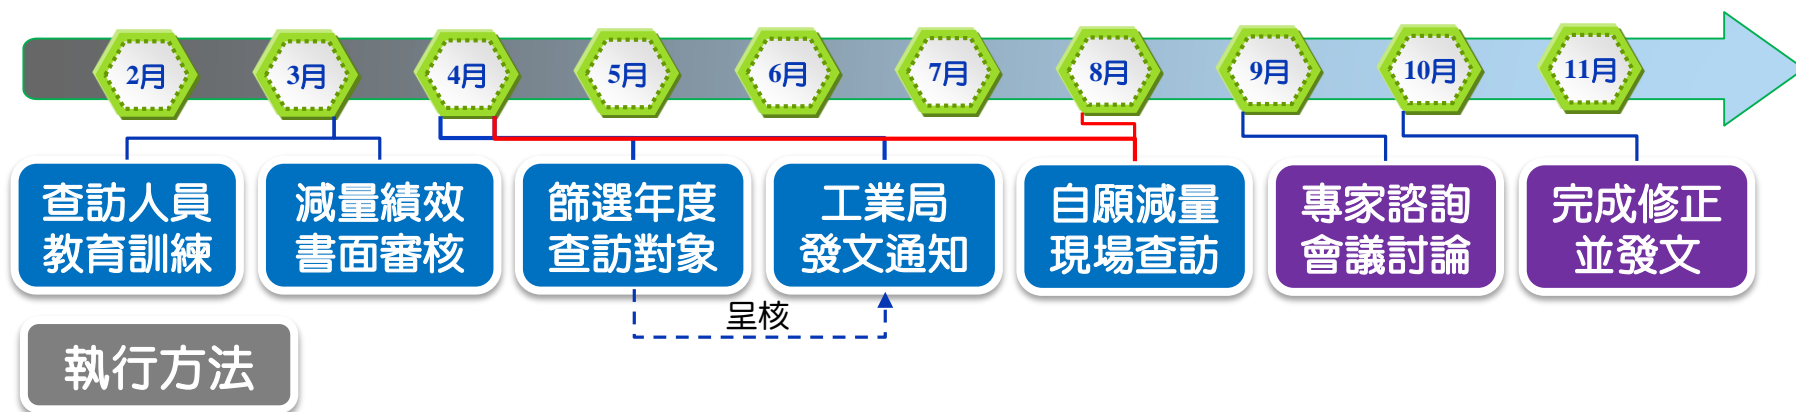 2月
3月
4月
5月
6月
7月
8月
9月
10月
11月
查訪人員
教育訓練
減量績效
書面審核
篩選年度
查訪對象
工業局
發文通知
自願減量
現場查訪
專家諮詢
會議討論
完成修正
並發文
呈核
執行方法